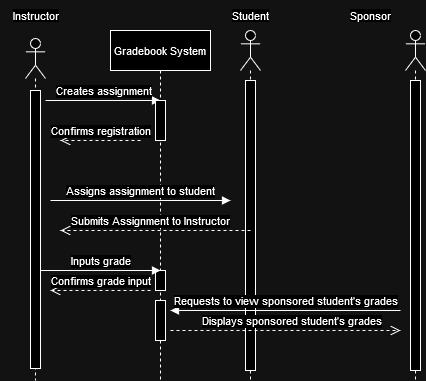 Instructor
Student
Sponsor
Gradebook System
Creates assignment
Confirms registration
Assigns assignment to student
Submits Assignment to Instructor
Inputs grade
Confirms grade input
Requests to view sponsored student's grades
Displays sponsored student's grades